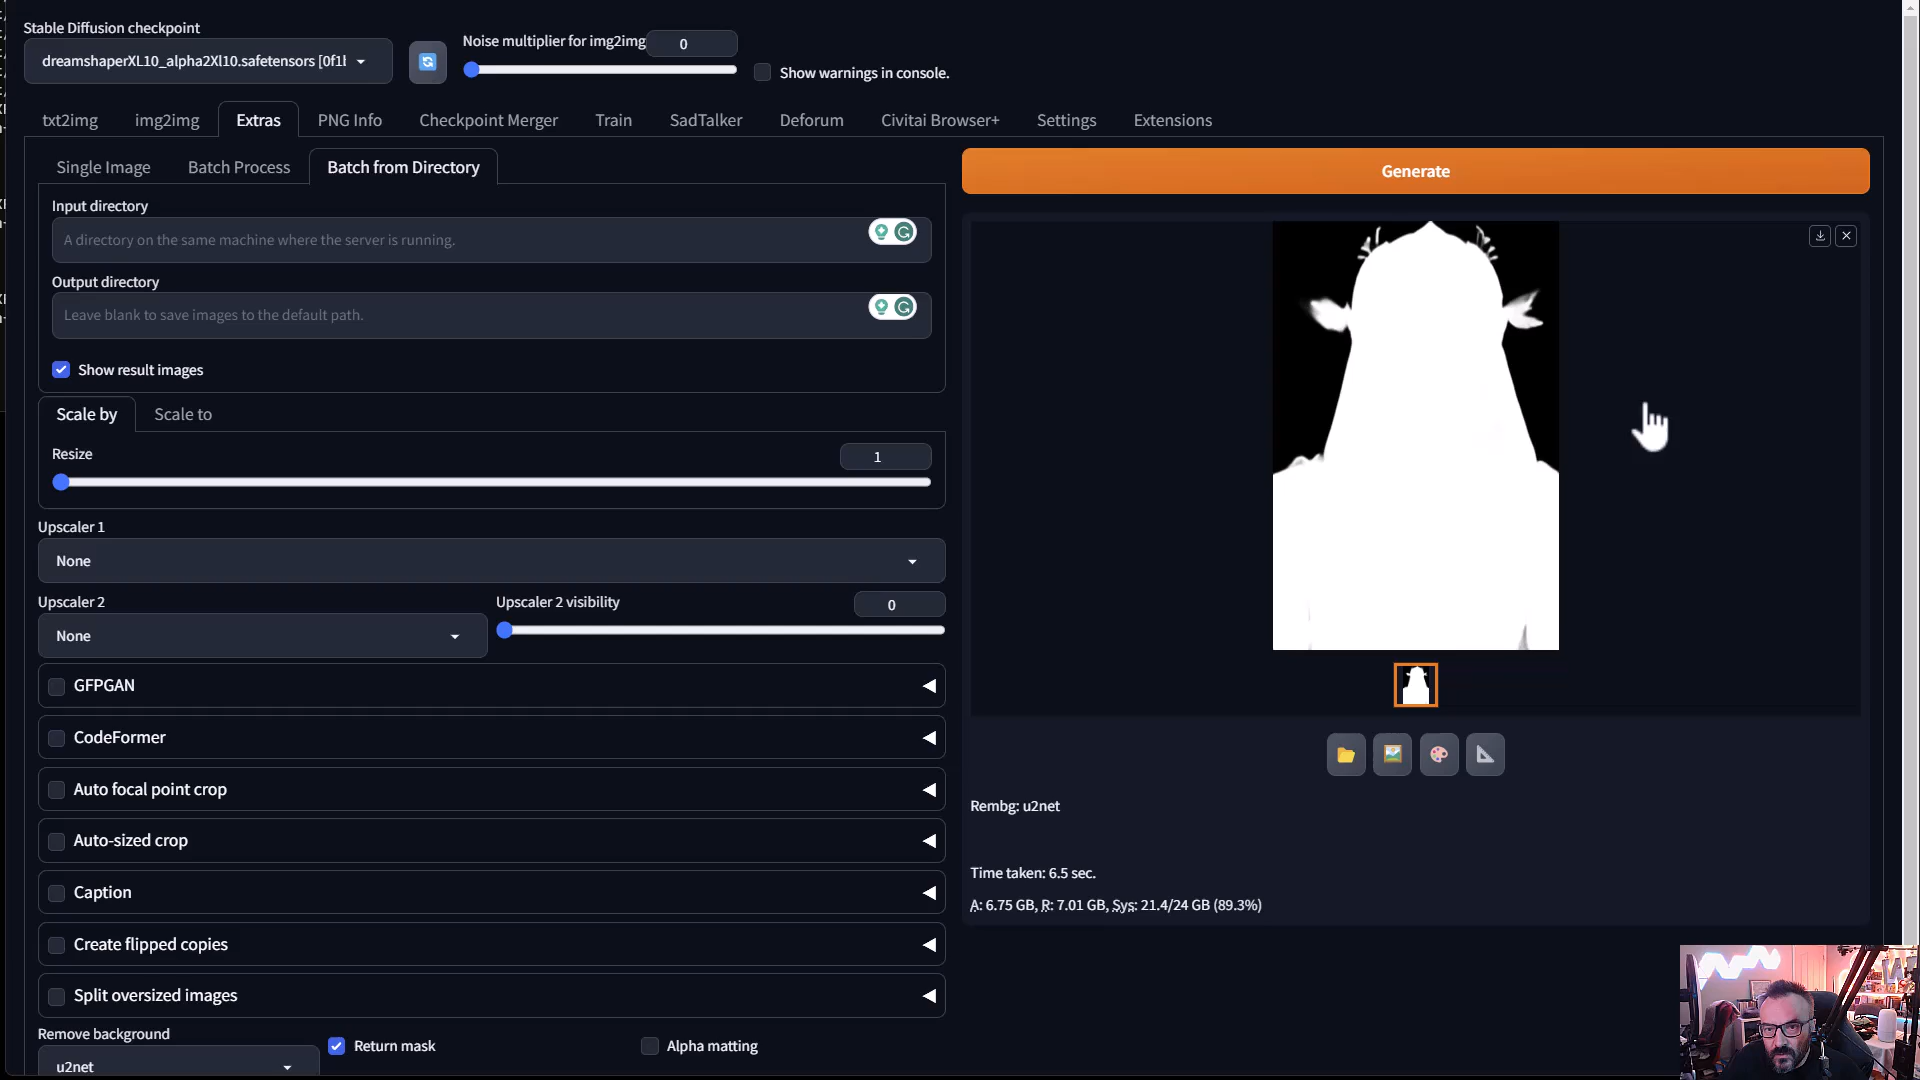 Stable Diffusion checkpoint
dreamshaperXL10_alpha2Xl10.safetensors [0f1b
Noise multiplier for img2img
0
Show warnings in console.
txt2img
img2img
Extras
PNG Info
Checkpoint Merger
Train
SadTalker
Deforum
Civitai Browser+
Settings
Extensions
Single Image
Batch Process
Batch from Directory
Input directory
A directory on the same machine where the server is running.
Output directory
Leave blank to save images to the default path.
Show result images
Scale by
Scale to
Resize
1
Upscaler 1
None
Upscaler 2
None
Upscaler 2 visibility
0
GFPGAN
CodeFormer
Auto focal point crop
Auto-sized crop
Caption
Create flipped copies
Split oversized images
Remove background
u2net
Return mask
Alpha matting
Generate
Rembg: u2net
Time taken: 6.5 sec.
A: 6.75 GB, R: 7.01 GB, Sys: 21.4/24 GB (89.3%)